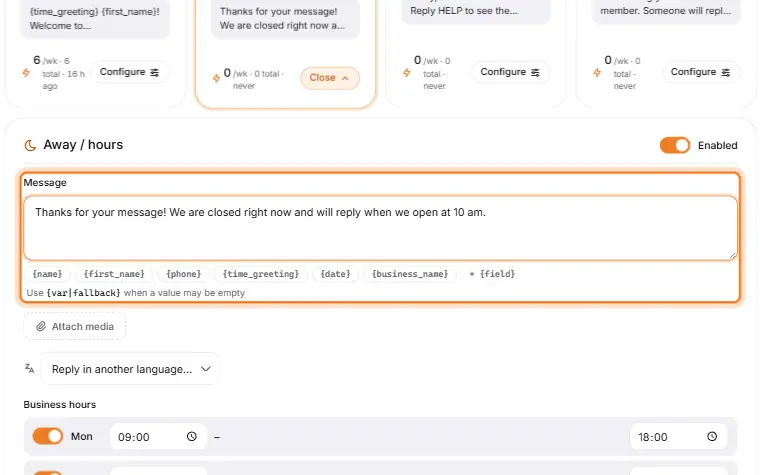 {time_greeting} {first_name}!
Welcome to...
Thanks for your message!
We are closed right now a...
Reply HELP to see the...
member. Someone will repl...
6 /wk · 6
total · 16 h
ago
Configure
0 /wk · 0 total ·
never
Close
0 /wk · 0
total ·
never
Configure
0 /wk · 0
total ·
never
Configure
Away / hours
Enabled
Message
Thanks for your message! We are closed right now and will reply when we open at 10 am.
{name} {first_name} {phone} {time_greeting} {date} {business_name} + {field}
Use {var|fallback} when a value may be empty
Attach media
Reply in another language...
Business hours
Mon 09:00 – 18:00